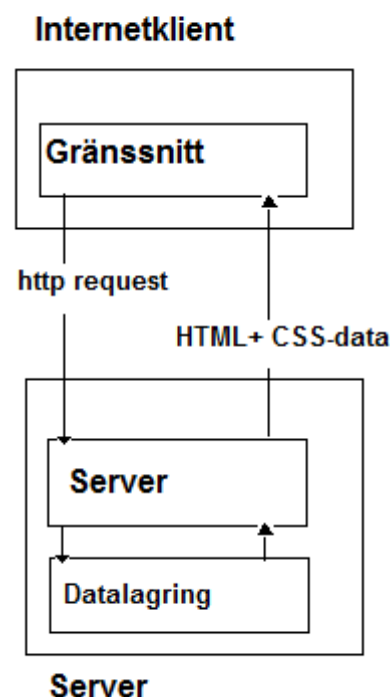 Internetklient
Gränssnitt
http request
HTML+ CSS-data
Server
Datalagring
Server